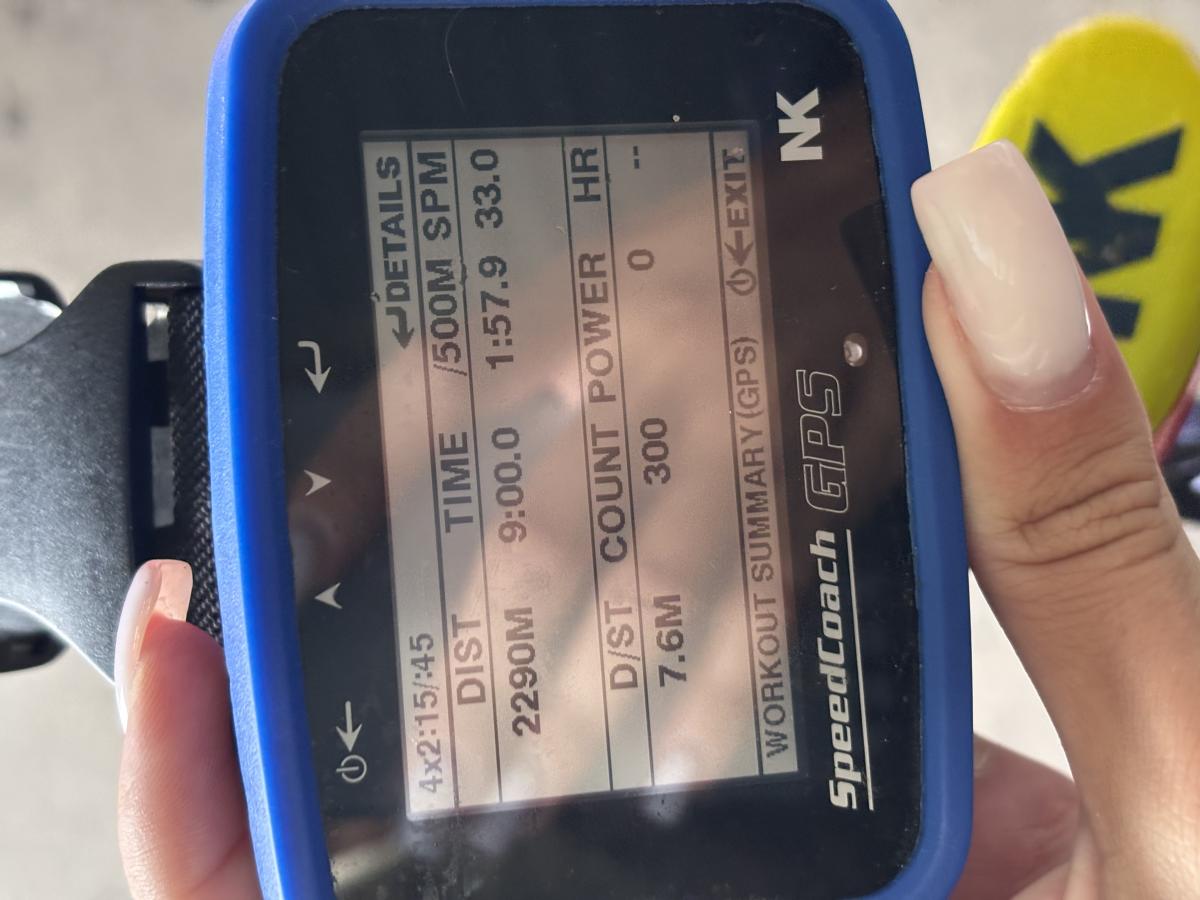 4x2:15/:45 ↵DETAILS
DIST TIME /500M SPM
2290M 9:00.0 1:57.9 33.0
D/ST COUNT POWER HR
7.6M 300 0 --
WORKOUT SUMMARY(GPS) ⏻←EXIT
SpeedCoach GPS NK
NK